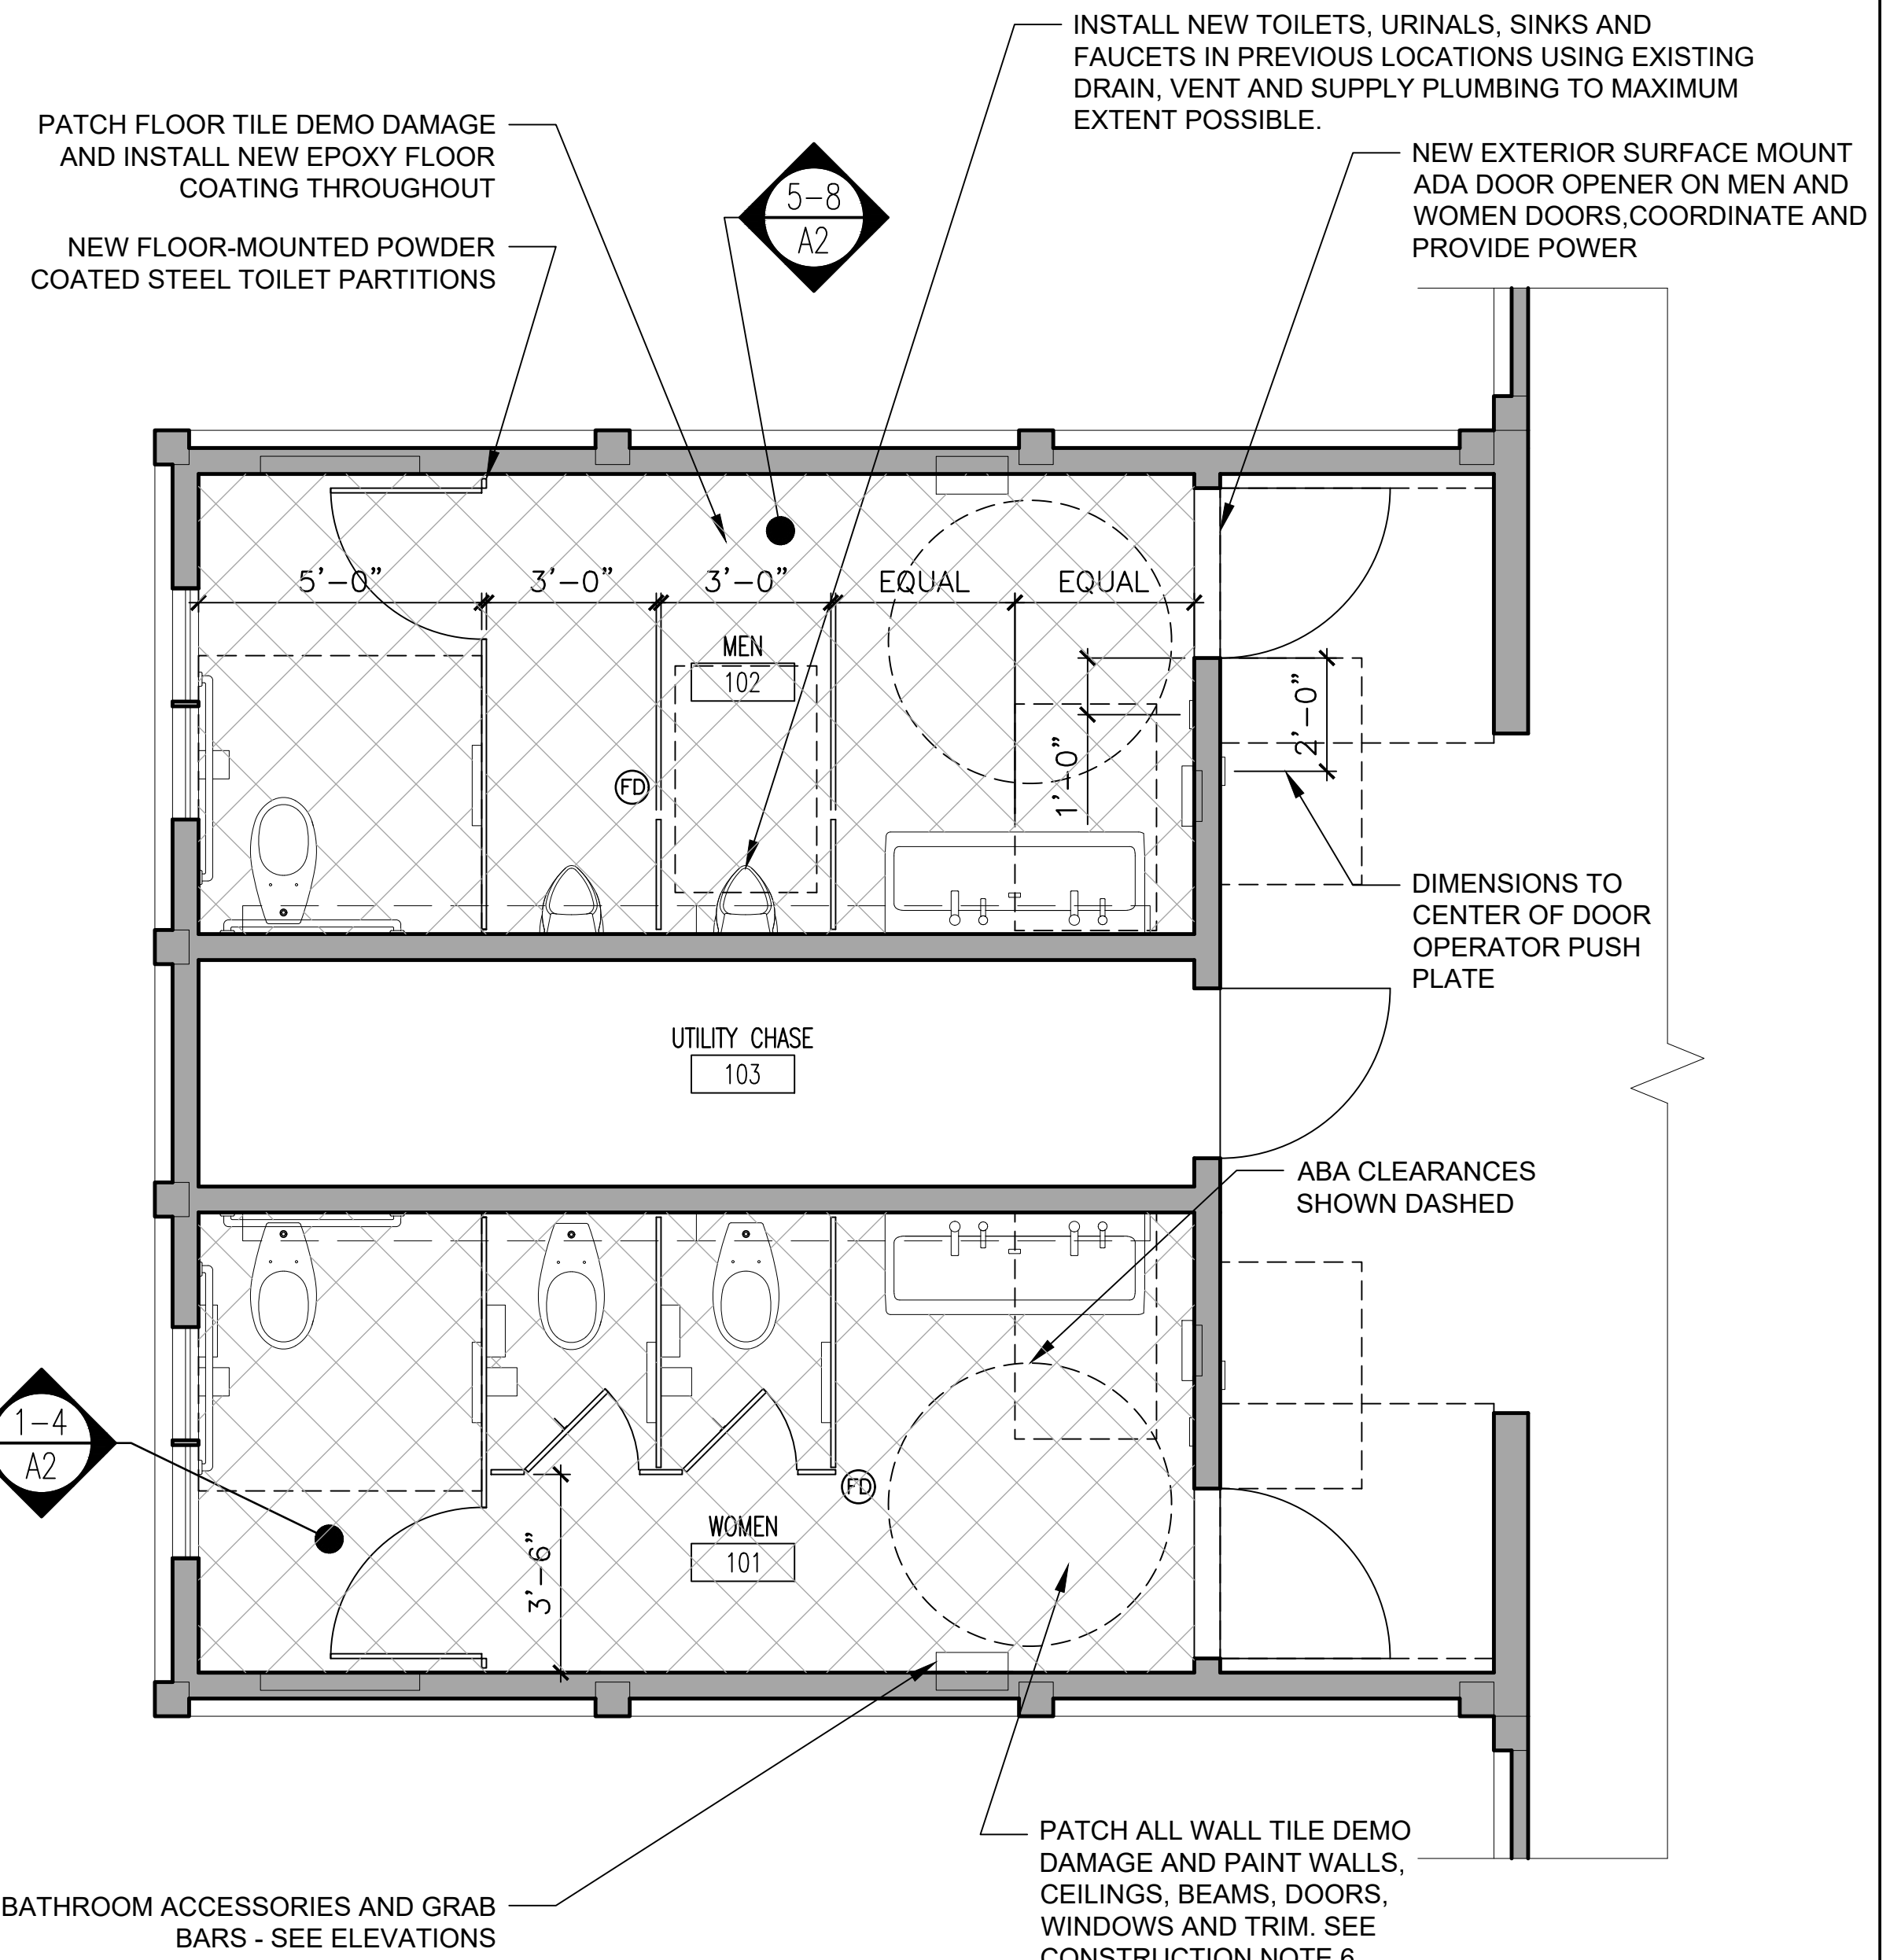 INSTALL NEW TOILETS, URINALS, SINKS AND
FAUCETS IN PREVIOUS LOCATIONS USING EXISTING
DRAIN, VENT AND SUPPLY PLUMBING TO MAXIMUM
EXTENT POSSIBLE.
PATCH FLOOR TILE DEMO DAMAGE
AND INSTALL NEW EPOXY FLOOR
COATING THROUGHOUT
NEW EXTERIOR SURFACE MOUNT
ADA DOOR OPENER ON MEN AND
WOMEN DOORS,COORDINATE AND
PROVIDE POWER
5-8
A2
NEW FLOOR-MOUNTED POWDER
COATED STEEL TOILET PARTITIONS
5'-0"
3'-0"
3'-0"
EQUAL
EQUAL
MEN
102
2'-0"
1'-0"
FD
DIMENSIONS TO
CENTER OF DOOR
OPERATOR PUSH
PLATE
UTILITY CHASE
103
ABA CLEARANCES
SHOWN DASHED
1-4
A2
FD
WOMEN
101
3'-6"
PATCH ALL WALL TILE DEMO
DAMAGE AND PAINT WALLS,
CEILINGS, BEAMS, DOORS,
WINDOWS AND TRIM. SEE
CONSTRUCTION NOTE 6
BATHROOM ACCESSORIES AND GRAB
BARS - SEE ELEVATIONS